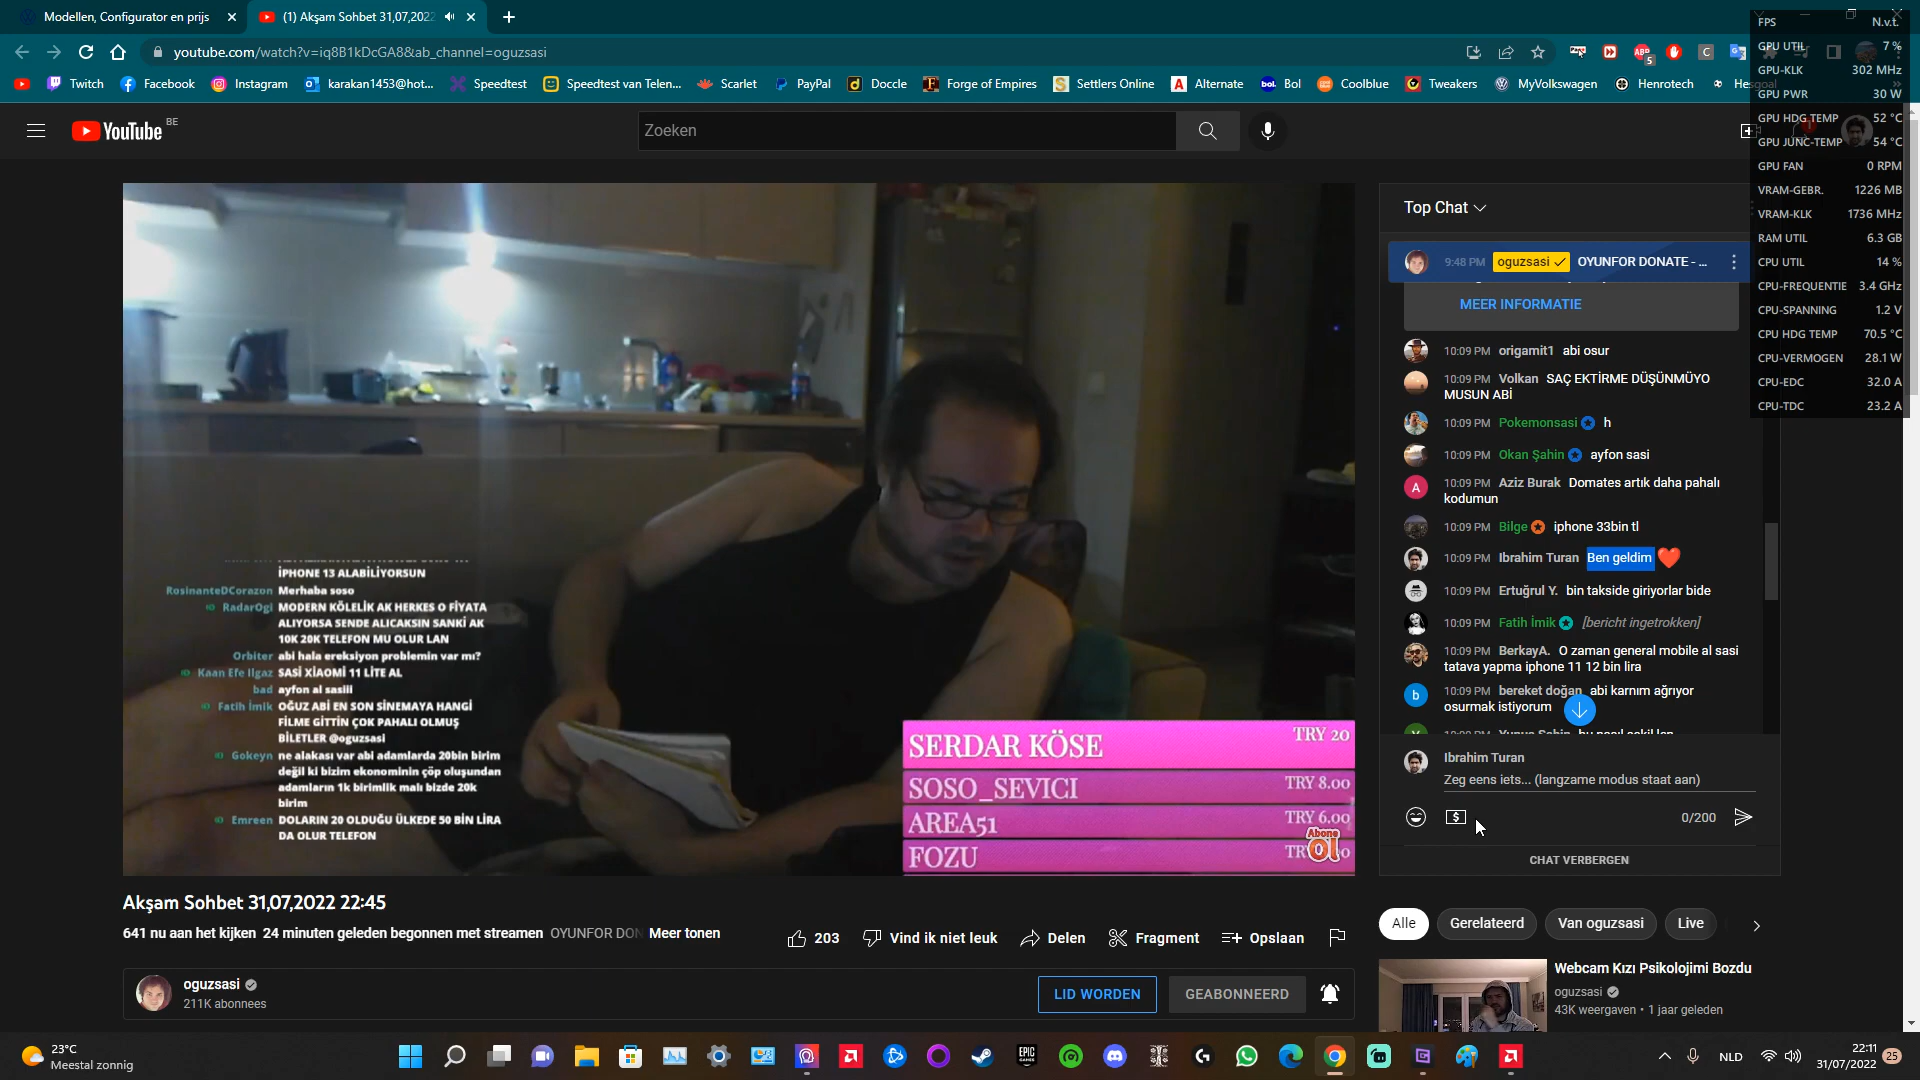 Modellen, Configurator en prijs
(1) Akşam Sohbet 31,07,2022
youtube.com/watch?v=iq8B1kDcGA8&ab_channel=oguzsasi
Twitch
Facebook
Instagram
karakan1453@hot...
Speedtest
Speedtest van Telen...
Scarlet
PayPal
Doccle
Forge of Empires
Settlers Online
Alternate
Bol
Coolblue
Tweakers
MyVolkswagen
Henrotech
FPS N.v.t.
GPU UTIL 7 %
GPU-KLK 302 MHz
GPU PWR 30 W
GPU HDG TEMP 52 °C
GPU JUNC-TEMP 54 °C
GPU FAN 0 RPM
VRAM-GEBR. 1226 MB
VRAM-KLK 1736 MHz
RAM UTIL 6.3 GB
CPU UTIL 14 %
CPU-FREQUENTIE 3.4 GHz
CPU-SPANNING 1.2 V
CPU HDG TEMP 70.5 °C
CPU-VERMOGEN 28.1 W
CPU-EDC 32.0 A
CPU-TDC 23.2 A
YouTube BE
Zoeken
Top Chat
9:48 PM oguzsasi OYUNFOR DONATE - ...
MEER INFORMATIE
10:09 PM origamit1 abi osur
10:09 PM Volkan SAÇ EKTİRME DÜŞÜNMÜYO
MUSUN ABİ
10:09 PM Pokemonsasi h
10:09 PM Okan Şahin ayfon sasi
10:09 PM Aziz Burak Domates artık daha pahalı
kodumun
10:09 PM Bilge iphone 33bin tl
10:09 PM Ibrahim Turan Ben geldim
10:09 PM Ertuğrul Y. bin takside giriyorlar bide
10:09 PM Fatih İmik [bericht ingetrokken]
10:09 PM BerkayA. O zaman general mobile al sasi
tatava yapma iphone 11 12 bin lira
10:09 PM bereket doğan abi karnım ağrıyor
osurmak istiyorum
Ibrahim Turan
Zeg eens iets... (langzame modus staat aan)
0/200
CHAT VERBERGEN
İPHONE 13 ALABİLİYORSUN
RosinanteDCorazon Merhaba soso
RadarOgi MODERN KÖLELİK AK HERKES O FİYATA
ALIYORSA SENDE ALICAKSIN SANKİ AK
10K 20K TELEFON MU OLUR LAN
Orbiter abi hala ereksiyon problemin var mı?
Kaan Efe Ilgaz SASİ XİAOMİ 11 LİTE AL
bad ayfon al sasiii
Fatih İmik OĞUZ ABİ EN SON SİNEMAYA HANGİ
FİLME GİTTİN ÇOK PAHALI OLMUŞ
BİLETLER @oguzsasi
Gokeyn ne alakası var abi adamlarda 20bin birim
değil ki bizim ekonominin çöp oluşundan
adamların 1k birimlik malı bizde 20k
birim
Emreen DOLARIN 20 OLDUĞU ÜLKEDE 50 BİN LİRA
DA OLUR TELEFON
SERDAR KÖSE TRY 20
SOSO_SEVICI TRY 8.00
AREA51 TRY 6.00
FOZU
Abone
Ol
Akşam Sohbet 31,07,2022 22:45
641 nu aan het kijken 24 minuten geleden begonnen met streamen OYUNFOR DON Meer tonen
203
Vind ik niet leuk
Delen
Fragment
Opslaan
oguzsasi
211K abonnees
LID WORDEN
GEABONNEERD
Alle
Gerelateerd
Van oguzsasi
Live
Webcam Kızı Psikolojimi Bozdu
oguzsasi
43K weergaven • 1 jaar geleden
23°C
Meestal zonnig
NLD
22:11
31/07/2022
25